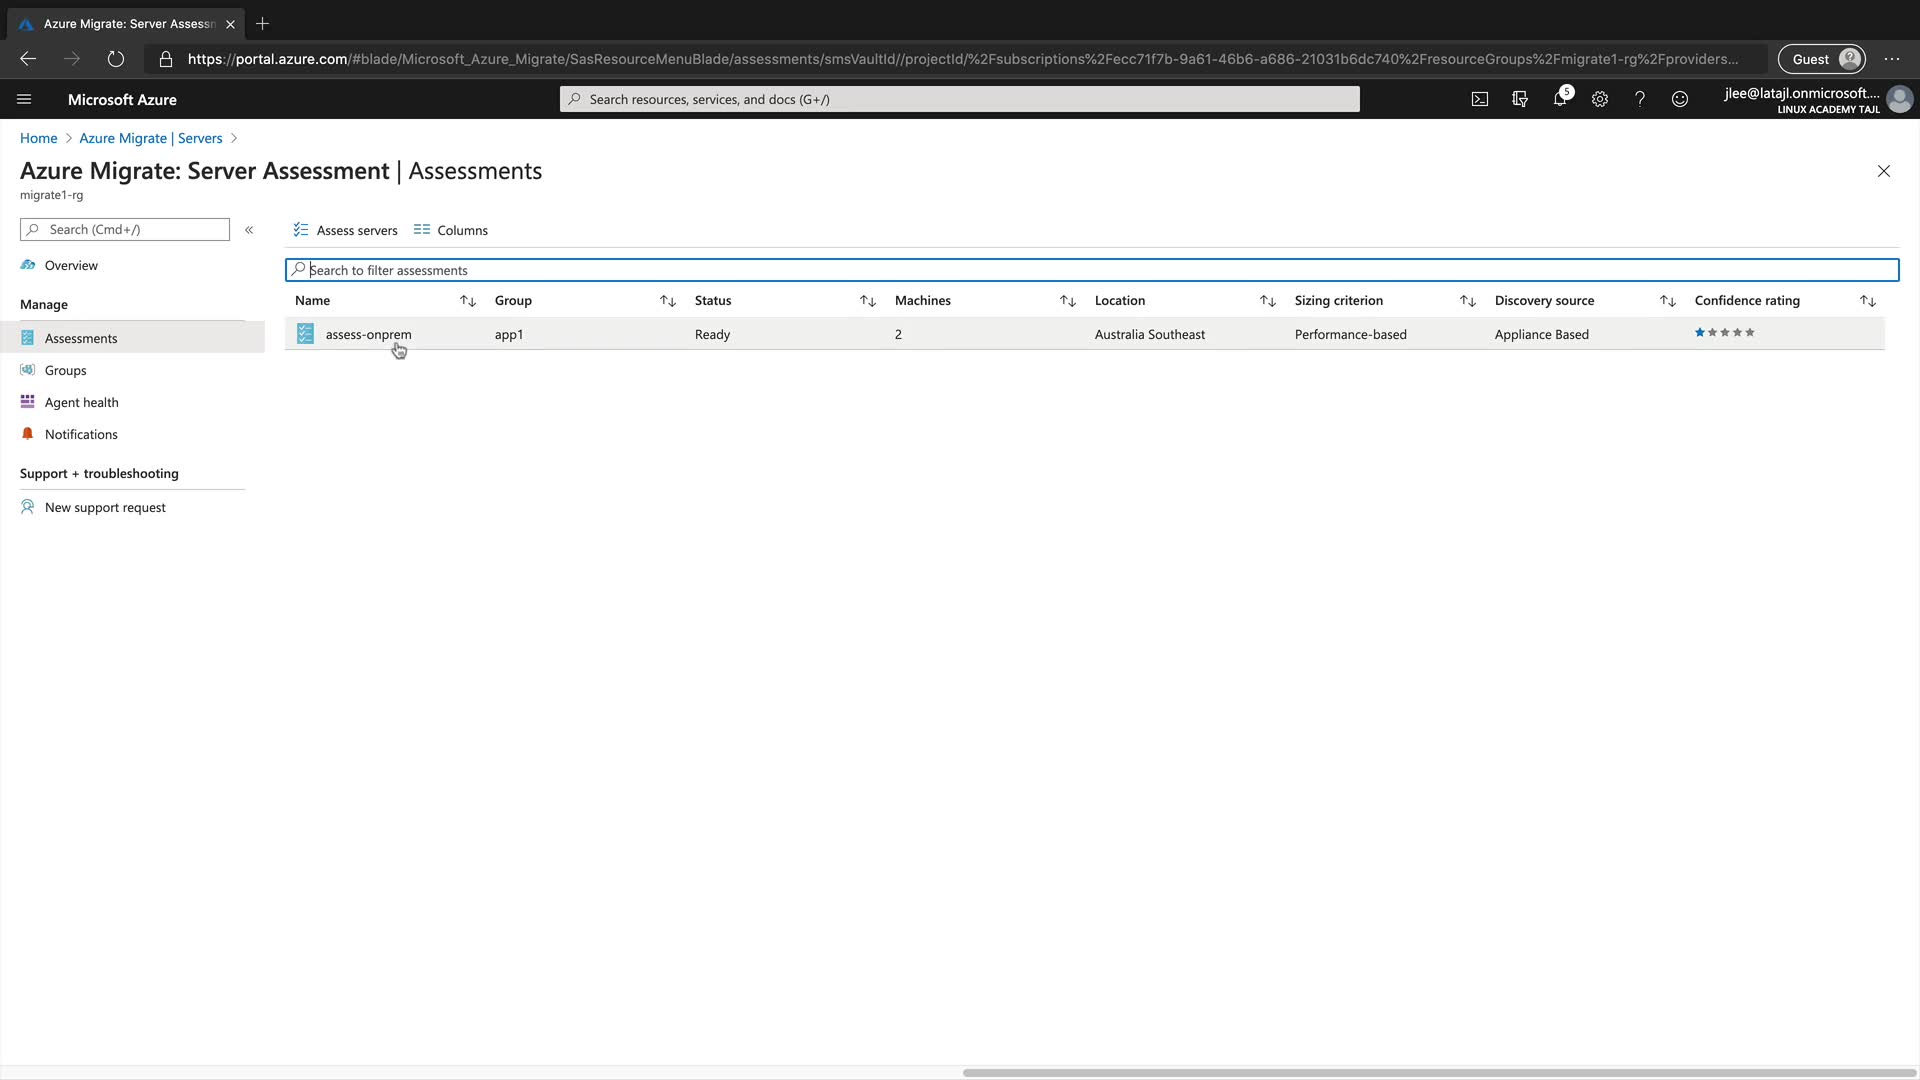 Azure Migrate: Server Assessm
https://portal.azure.com/#blade/Microsoft_Azure_Migrate/SasResourceMenuBlade/assessments/smsVaultId//projectId/%2Fsubscriptions%2Fecc71f7b-9a61-46b6-a686-21031b6dc740%2FresourceGroups%2Fmigrate1-rg%2Fproviders...
Guest
Microsoft Azure
Search resources, services, and docs (G+/)
5
jlee@latajl.onmicrosoft....
LINUX ACADEMY TAJL
Home > Azure Migrate | Servers >
Azure Migrate: Server Assessment | Assessments
migrate1-rg
Search (Cmd+/)
Assess servers
Columns
Overview
Search to filter assessments
Manage
Name
Group
Status
Machines
Location
Sizing criterion
Discovery source
Confidence rating
Assessments
assess-onprem
app1
Ready
2
Australia Southeast
Performance-based
Appliance Based
Groups
Agent health
Notifications
Support + troubleshooting
New support request